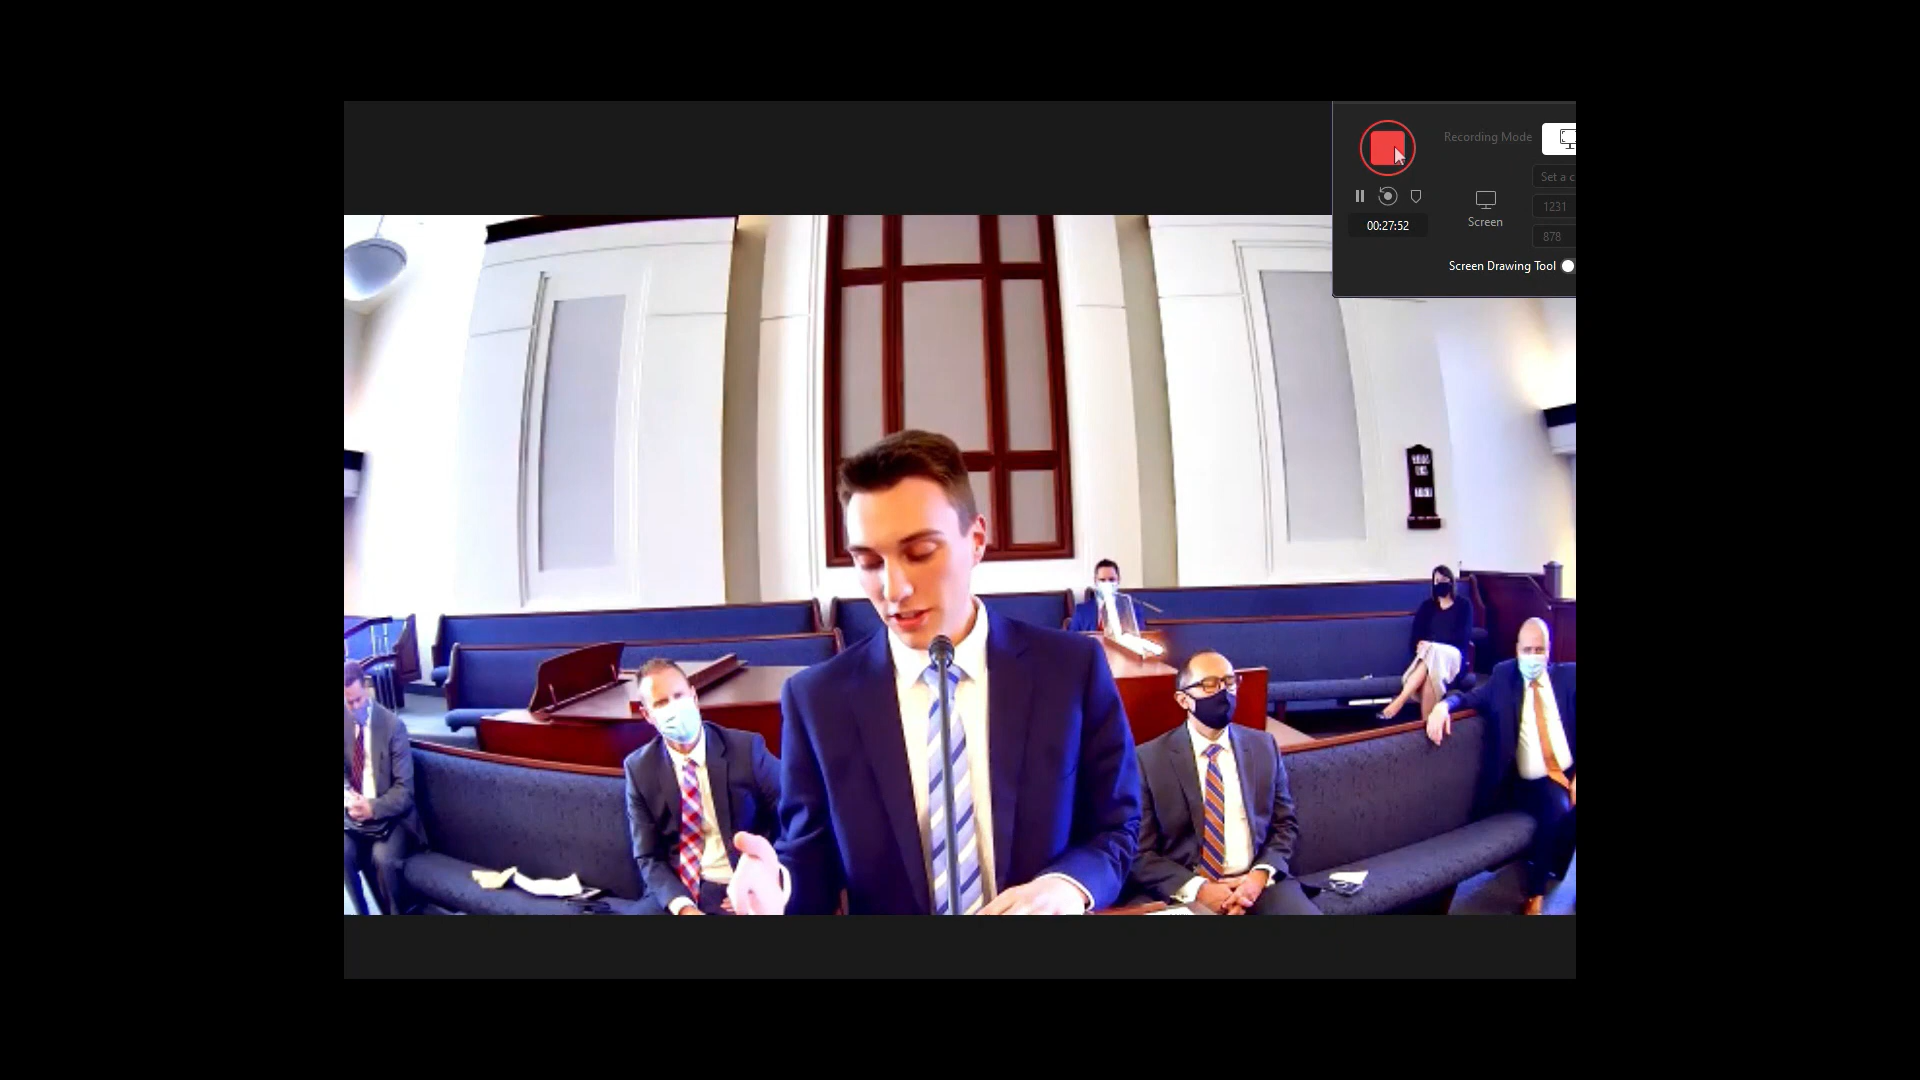 Recording Mode
Set a c
1231
Screen
878
00:27:52
Screen Drawing Tool